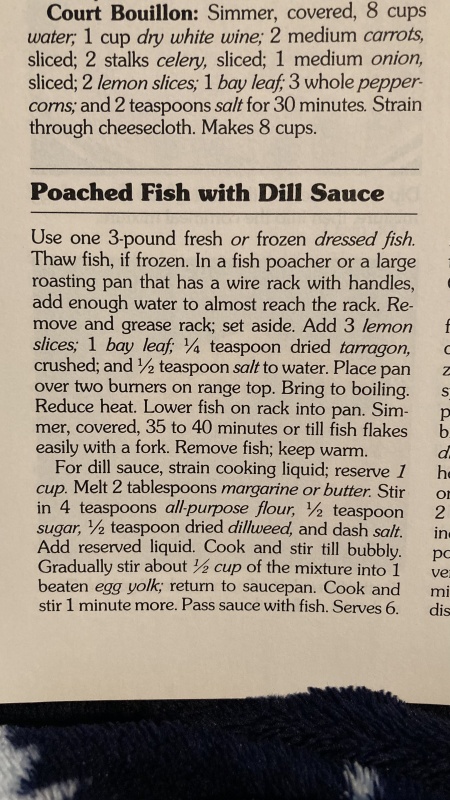 Court Bouillon: Simmer, covered, 8 cups
water; 1 cup dry white wine; 2 medium carrots,
sliced; 2 stalks celery, sliced; 1 medium onion,
sliced; 2 lemon slices; 1 bay leaf; 3 whole pepper-
corns; and 2 teaspoons salt for 30 minutes. Strain
through cheesecloth. Makes 8 cups.
Poached Fish with Dill Sauce
Use one 3-pound fresh or frozen dressed fish.
Thaw fish, if frozen. In a fish poacher or a large
roasting pan that has a wire rack with handles,
add enough water to almost reach the rack. Re-
move and grease rack; set aside. Add 3 lemon
slices; 1 bay leaf; ¼ teaspoon dried tarragon,
crushed; and ½ teaspoon salt to water. Place pan
over two burners on range top. Bring to boiling.
Reduce heat. Lower fish on rack into pan. Sim-
mer, covered, 35 to 40 minutes or till fish flakes
easily with a fork. Remove fish; keep warm.
For dill sauce, strain cooking liquid; reserve 1
cup. Melt 2 tablespoons margarine or butter. Stir
in 4 teaspoons all-purpose flour, ½ teaspoon
sugar, ½ teaspoon dried dillweed, and dash salt.
Add reserved liquid. Cook and stir till bubbly.
Gradually stir about ½ cup of the mixture into 1
beaten egg yolk; return to saucepan. Cook and
stir 1 minute more. Pass sauce with fish. Serves 6.